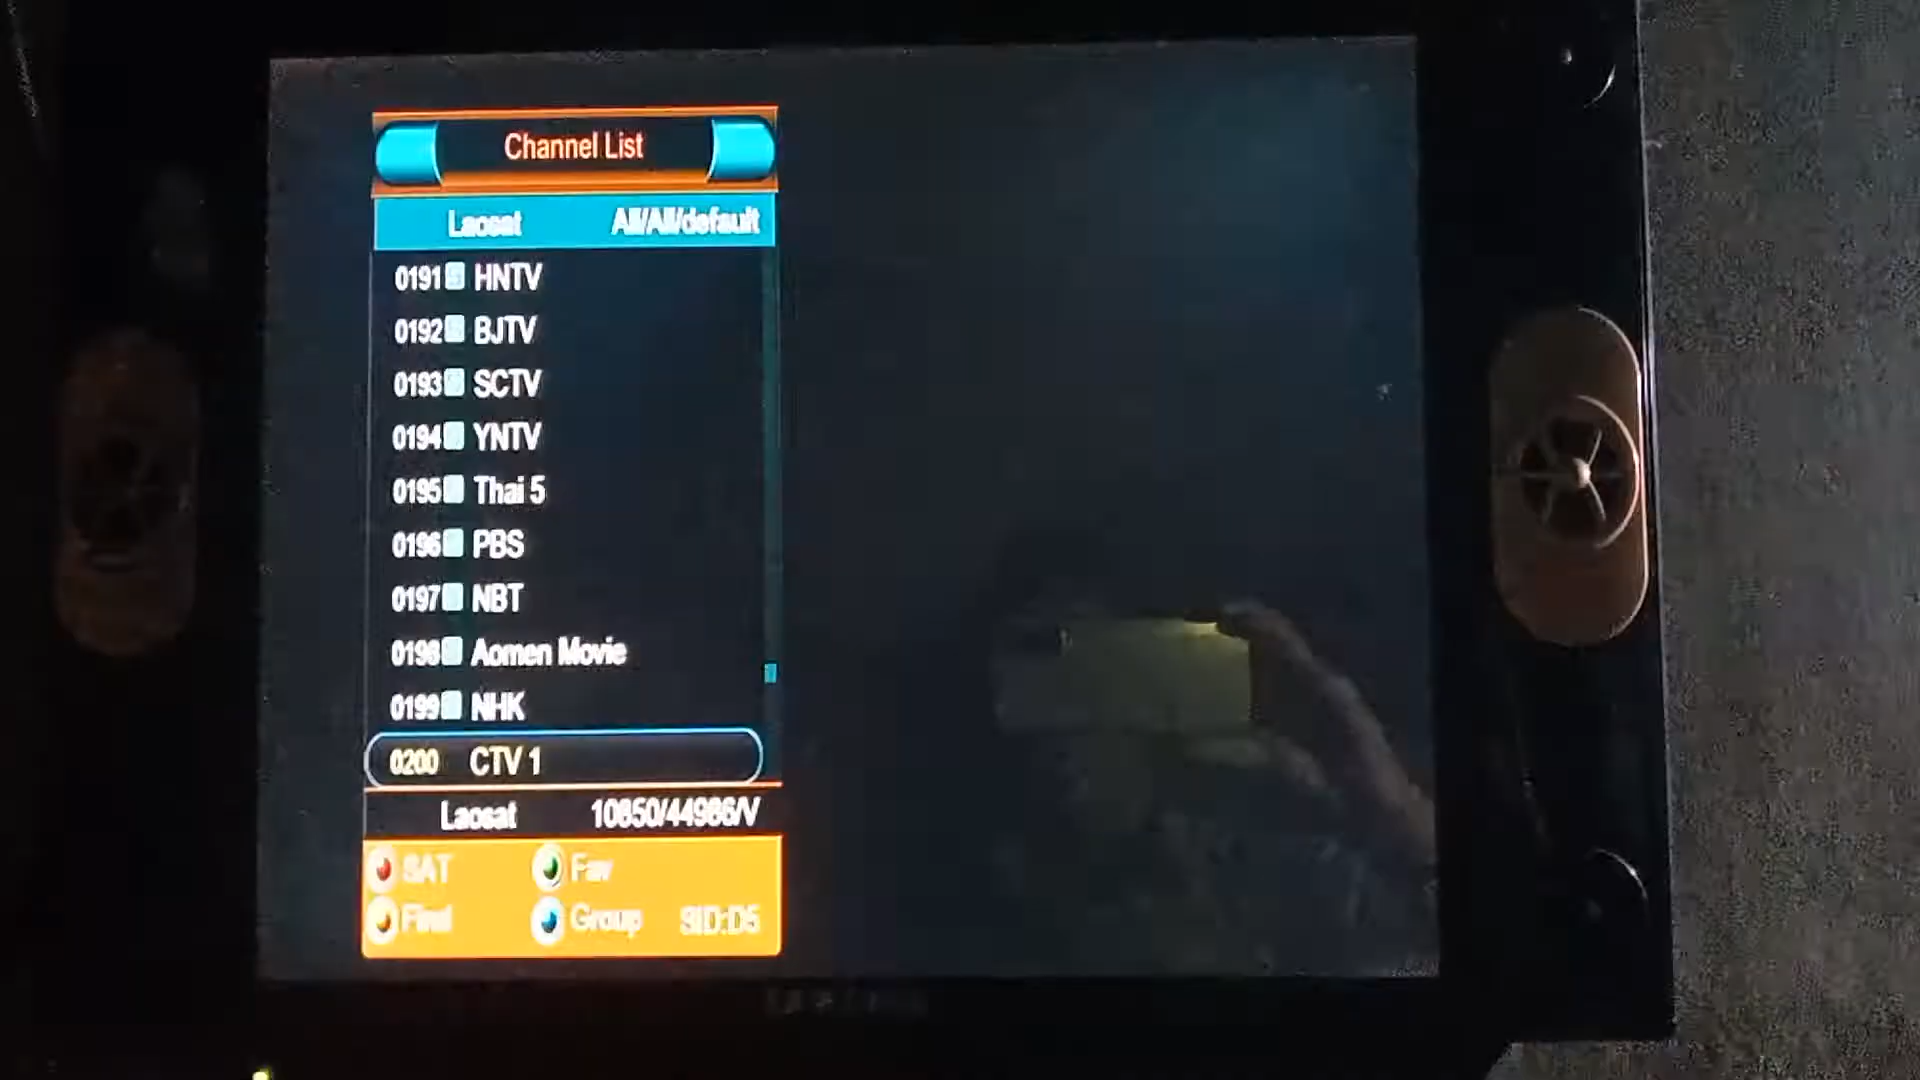 Channel List
Laosat All/All/default
0191 HNTV
0192 BJTV
0193 SCTV
0194 YNTV
0195 Thai 5
0196 PBS
0197 NBT
0198 Aomen Movie
0199 NHK
0200 CTV 1
Laosat 10850/44986/V
SAT Fav
Find Group SID:D5